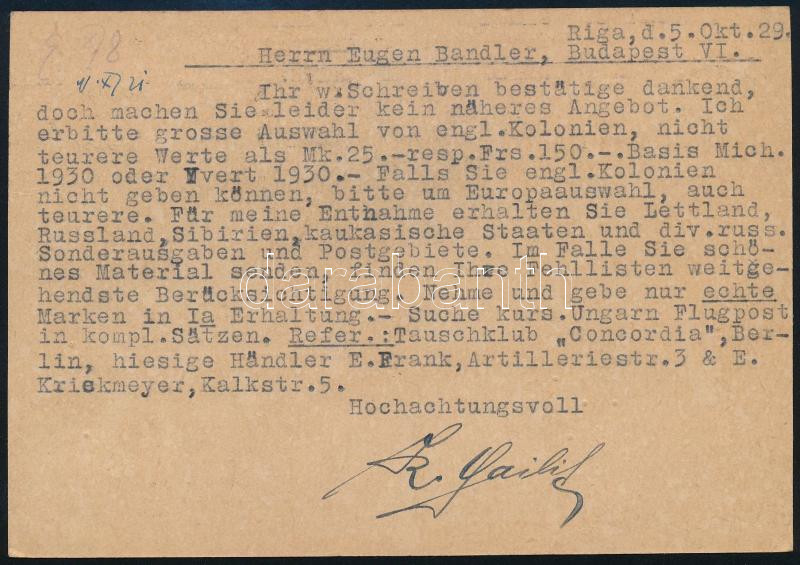 Riga,d.5.Okt.29.
Herrn Eugen Bandler, Budapest VI.
Ihr w.Schreiben bestätige dankend,
doch machen Sie leider kein näheres Angebot. Ich
erbitte grosse Auswahl von engl.Kolonien, nicht
teurere Werte als Mk.25.-resp.Frs.150.-.Basis Mich.
1930 oder Yvert 1930.- Falls Sie engl.Kolonien
nicht geben können, bitte um Europaauswahl, auch
teurere. Für meine Enthahme erhalten Sie Lettland,
Russland,Sibirien,kaukasische Staaten und div.russ.
Sonderausgaben und Postgebiete. Im Falle Sie schö-
nes Material senden, finden Ihre Fehllisten weitge-
hendste Berücksichtigung. Nehme und gebe nur echte
Marken in Ia Erhaltung.- Suche kurs.Ungarn Flugpost
in kompl.Sätzen. Refer.:Tauschklub „Concordia",Ber-
lin, hiesige Händler E.Frank,Artilleriestr.3 & E.
Krickmeyer,Kalkstr.5.
Hochachtungsvoll
darabanth